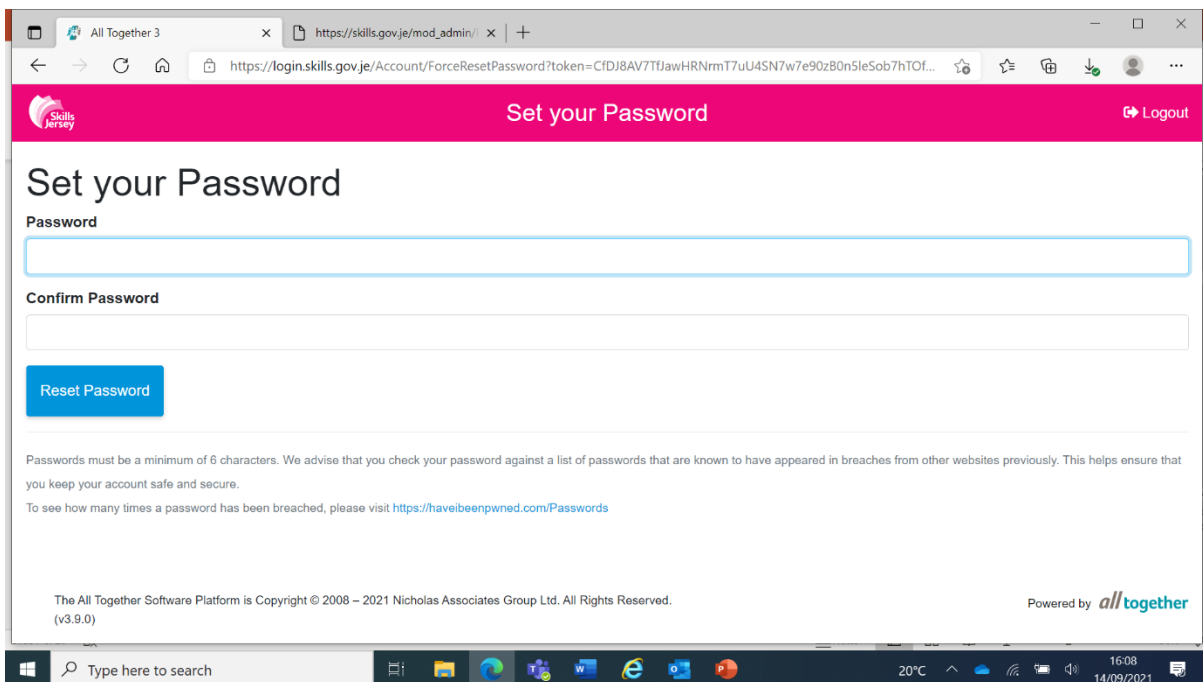 All Together 3
https://skills.gov.je/mod_admin/
https://login.skills.gov.je/Account/ForceResetPassword?token=CfDJ8AV7TfJawHRNrmT7uU4SN7w7e90zB0n5leSob7hTOf...
Skills
Jersey
Set your Password
Logout
Set your Password
Password
Confirm Password
Reset Password
Passwords must be a minimum of 6 characters. We advise that you check your password against a list of passwords that are known to have appeared in breaches from other websites previously. This helps ensure that
you keep your account safe and secure.
To see how many times a password has been breached, please visit https://haveibeenpwned.com/Passwords
The All Together Software Platform is Copyright © 2008 – 2021 Nicholas Associates Group Ltd. All Rights Reserved.
(v3.9.0)
Powered by all together
Type here to search
20°C
16:08
14/09/2021